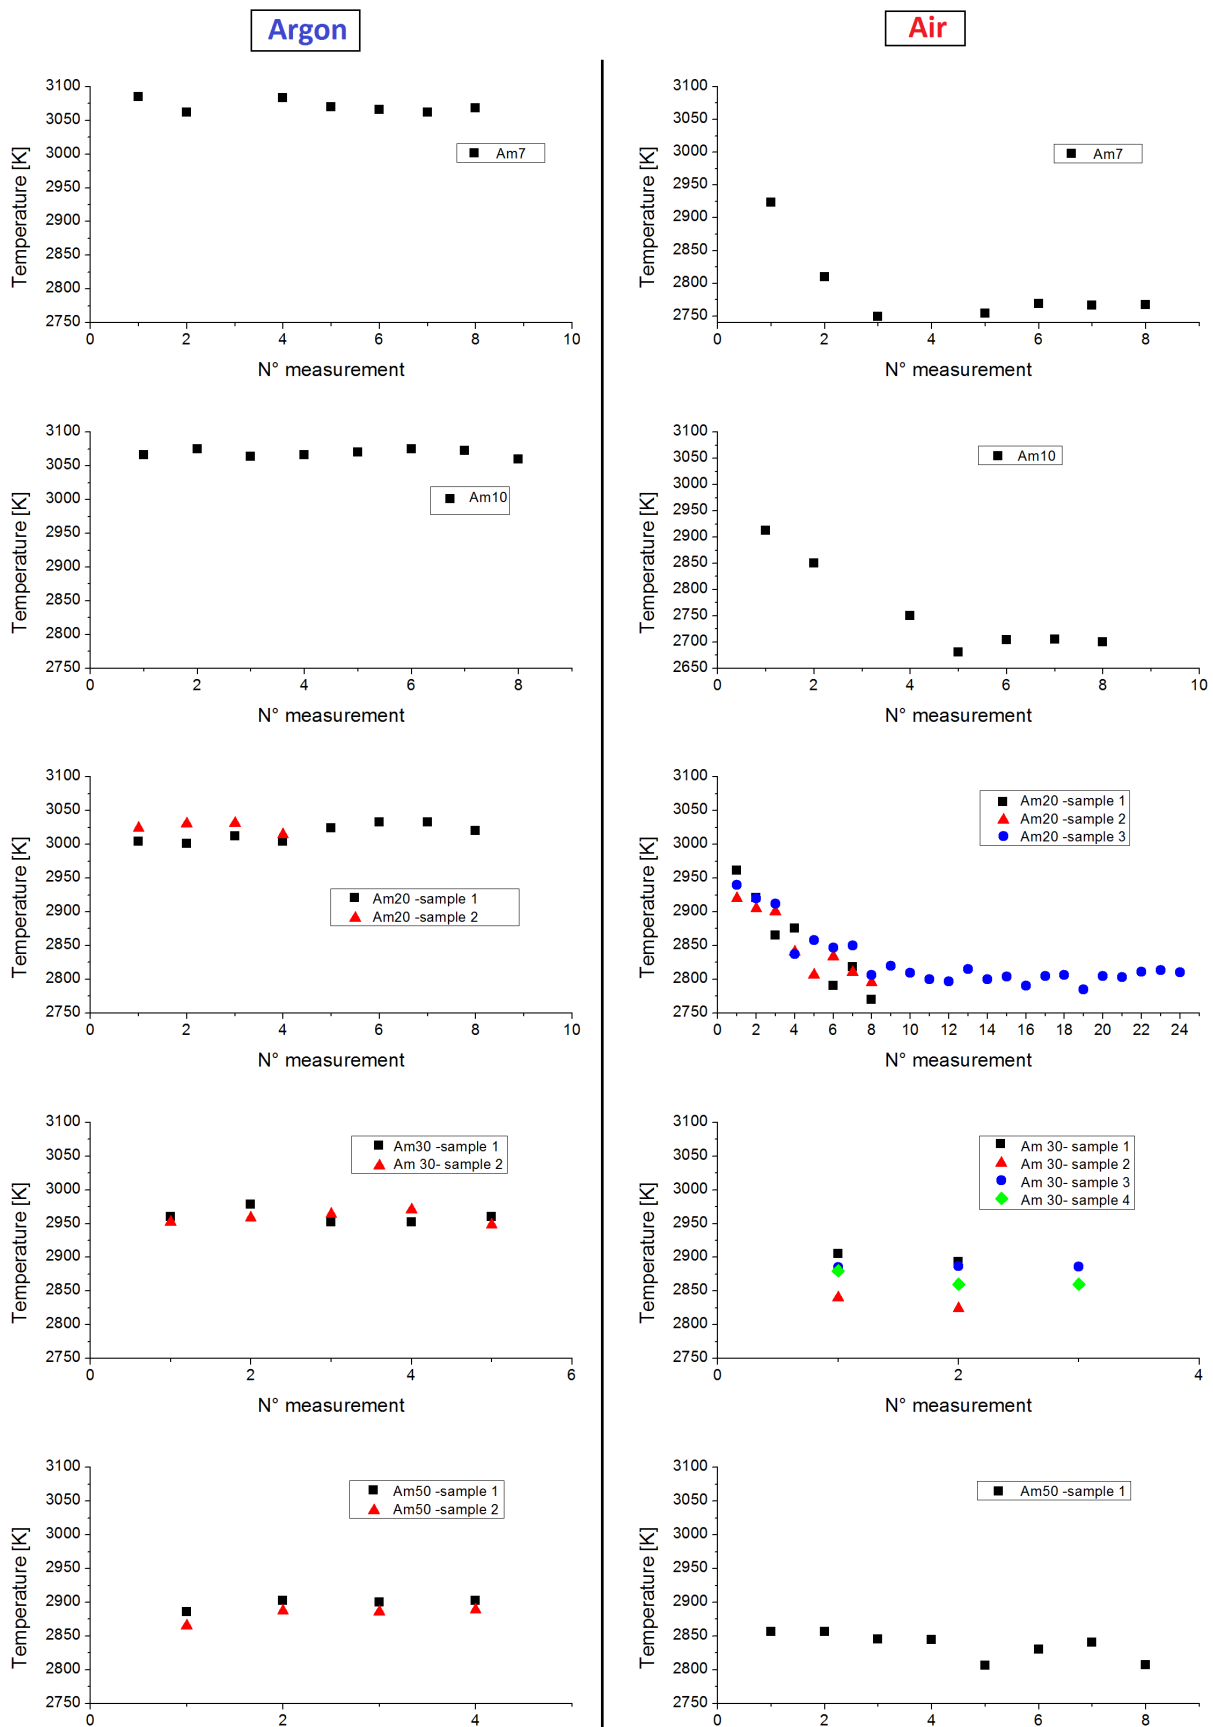 Argon
Air
3100
3050
3000
2950
2900
2850
2800
2750
Temperature [K]
Am7
0 2 4 6 8 10
N° measurement
3100
3050
3000
2950
2900
2850
2800
2750
Temperature [K]
Am7
0 2 4 6 8
N° measurement
3100
3050
3000
2950
2900
2850
2800
2750
Temperature [K]
Am10
0 2 4 6 8
N° measurement
3100
3050
3000
2950
2900
2850
2800
2750
2700
2650
Temperature [K]
Am10
0 2 4 6 8 10
N° measurement
3100
3050
3000
2950
2900
2850
2800
2750
Temperature [K]
Am20 -sample 1
Am20 -sample 2
0 2 4 6 8 10
N° measurement
3100
3050
3000
2950
2900
2850
2800
2750
Temperature [K]
Am20 -sample 1
Am20 -sample 2
Am20 -sample 3
0 2 4 6 8 10 12 14 16 18 20 22 24
N° measurement
3100
3050
3000
2950
2900
2850
2800
2750
Temperature [K]
Am30 -sample 1
Am 30- sample 2
0 2 4 6
N° measurement
3100
3050
3000
2950
2900
2850
2800
2750
Temperature [K]
Am 30- sample 1
Am 30- sample 2
Am 30- sample 3
Am 30- sample 4
0 2 4
N° measurement
3100
3050
3000
2950
2900
2850
2800
2750
Temperature [K]
Am50 -sample 1
Am50 -sample 2
0 2 4
3100
3050
3000
2950
2900
2850
2800
2750
Temperature [K]
Am50 -sample 1
0 2 4 6 8